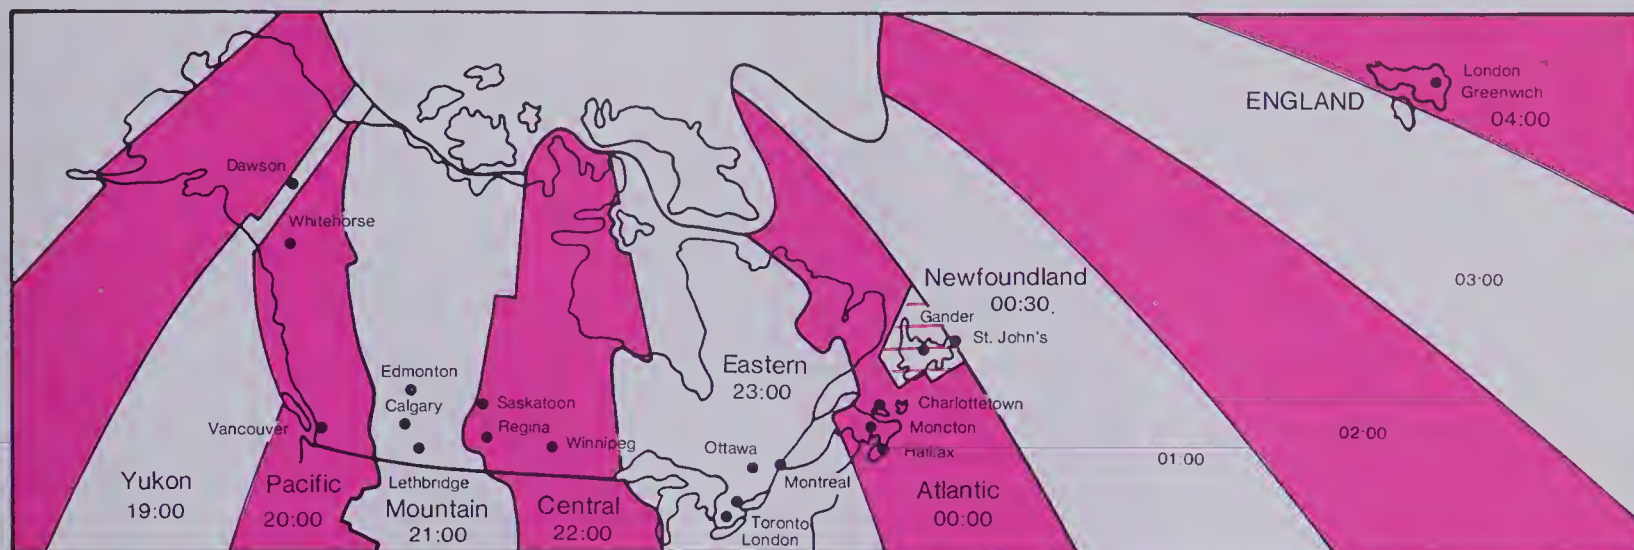 London
Greenwich
04:00
ENGLAND
Dawson
Whitehorse
03:00
Newfoundland
00:30
Gander
St. John's
Eastern
23:00
Edmonton
Calgary
Saskatoon
Regina
Winnipeg
Vancouver
Charlottetown
Moncton
Halifax
Ottawa
Montreal
02:00
01:00
Yukon
19:00
Pacific
20:00
Lethbridge
Mountain
21:00
Central
22:00
Toronto
London
Atlantic
00:00